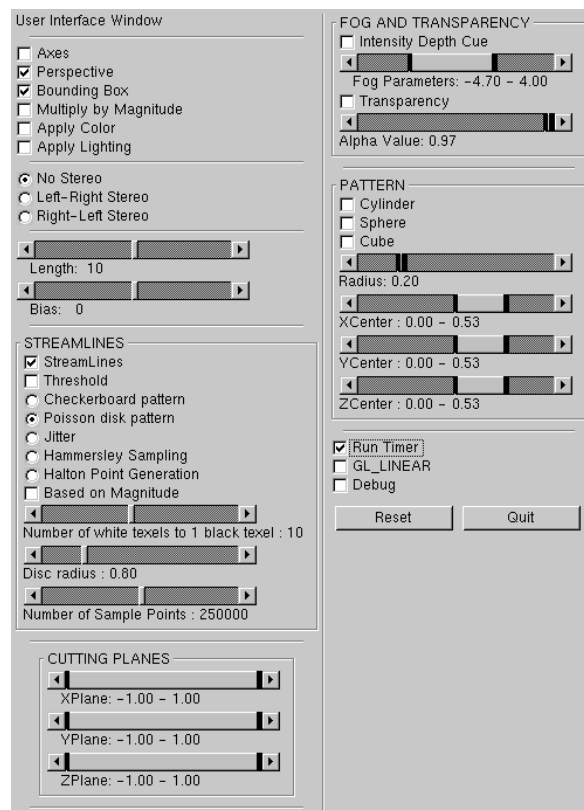 User Interface Window
Axes
Perspective
Bounding Box
Multiply by Magnitude
Apply Color
Apply Lighting
No Stereo
Left-Right Stereo
Right-Left Stereo
Length: 10
Bias: 0
STREAMLINES
StreamLines
Threshold
Checkerboard pattern
Poisson disk pattern
Jitter
Hammersley Sampling
Halton Point Generation
Based on Magnitude
Number of white texels to 1 black texel : 10
Disc radius : 0.80
Number of Sample Points : 250000
CUTTING PLANES
XPlane: -1.00 - 1.00
YPlane: -1.00 - 1.00
ZPlane: -1.00 - 1.00
FOG AND TRANSPARENCY
Intensity Depth Cue
Fog Parameters: -4.70 - 4.00
Transparency
Alpha Value: 0.97
PATTERN
Cylinder
Sphere
Cube
Radius: 0.20
XCenter : 0.00 - 0.53
YCenter : 0.00 - 0.53
ZCenter : 0.00 - 0.53
Run Timer
GL_LINEAR
Debug
Reset
Quit